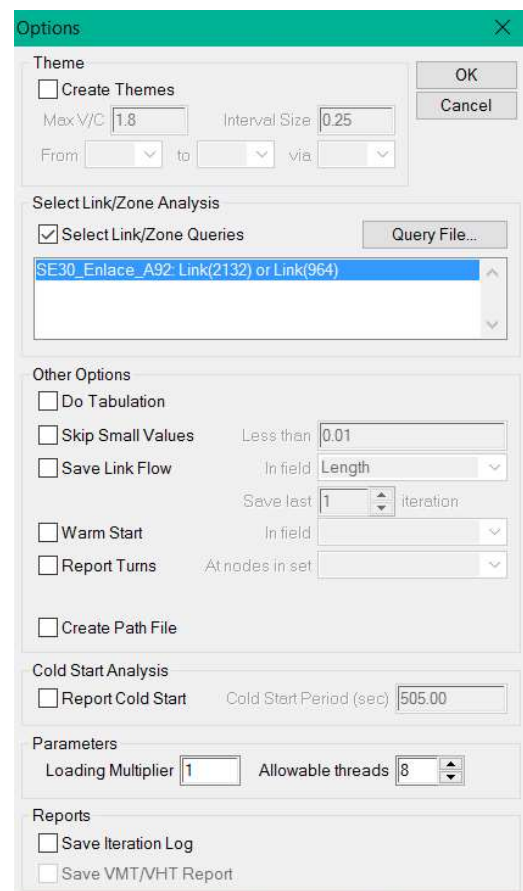 Options
Theme
Create Themes
OK
Cancel
Max V/C 1.8 Interval Size 0.25
From to via
Select Link/Zone Analysis
Select Link/Zone Queries Query File...
SE30_Enlace_A92: Link(2132) or Link(964)
Other Options
Do Tabulation
Skip Small Values Less than 0.01
Save Link Flow In field Length
Save last 1 iteration
Warm Start In field
Report Turns At nodes in set
Create Path File
Cold Start Analysis
Report Cold Start Cold Start Period (sec) 505.00
Parameters
Loading Multiplier 1 Allowable threads 8
Reports
Save Iteration Log
Save VMT/VHT Report